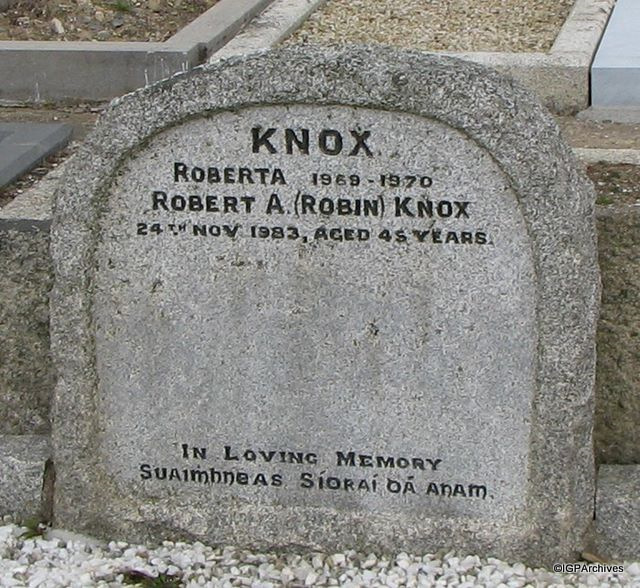 KNOX
ROBERTA 1969-1970
ROBERT A. (ROBIN) KNOX
24TH NOV 1983, AGED 45 YEARS.
IN LOVING MEMORY
SUAIMHNEAS SÍORAÍ DÁ ANAM.
©IGPArchives